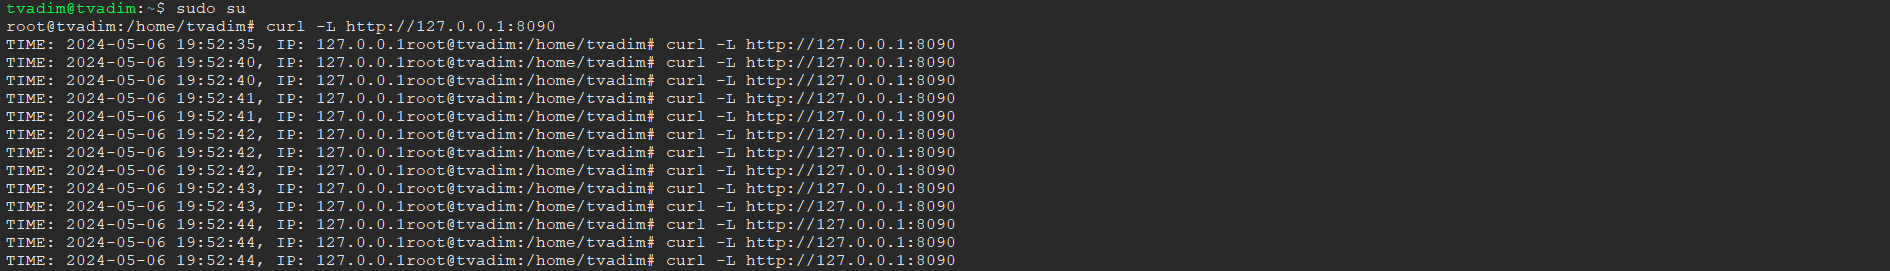 tvadim@tvadim:~$ sudo su
root@tvadim:/home/tvadim# curl -L http://127.0.0.1:8090
TIME: 2024-05-06 19:52:35, IP: 127.0.0.1root@tvadim:/home/tvadim# curl -L http://127.0.0.1:8090
TIME: 2024-05-06 19:52:40, IP: 127.0.0.1root@tvadim:/home/tvadim# curl -L http://127.0.0.1:8090
TIME: 2024-05-06 19:52:40, IP: 127.0.0.1root@tvadim:/home/tvadim# curl -L http://127.0.0.1:8090
TIME: 2024-05-06 19:52:41, IP: 127.0.0.1root@tvadim:/home/tvadim# curl -L http://127.0.0.1:8090
TIME: 2024-05-06 19:52:41, IP: 127.0.0.1root@tvadim:/home/tvadim# curl -L http://127.0.0.1:8090
TIME: 2024-05-06 19:52:42, IP: 127.0.0.1root@tvadim:/home/tvadim# curl -L http://127.0.0.1:8090
TIME: 2024-05-06 19:52:42, IP: 127.0.0.1root@tvadim:/home/tvadim# curl -L http://127.0.0.1:8090
TIME: 2024-05-06 19:52:42, IP: 127.0.0.1root@tvadim:/home/tvadim# curl -L http://127.0.0.1:8090
TIME: 2024-05-06 19:52:43, IP: 127.0.0.1root@tvadim:/home/tvadim# curl -L http://127.0.0.1:8090
TIME: 2024-05-06 19:52:43, IP: 127.0.0.1root@tvadim:/home/tvadim# curl -L http://127.0.0.1:8090
TIME: 2024-05-06 19:52:44, IP: 127.0.0.1root@tvadim:/home/tvadim# curl -L http://127.0.0.1:8090
TIME: 2024-05-06 19:52:44, IP: 127.0.0.1root@tvadim:/home/tvadim# curl -L http://127.0.0.1:8090
TIME: 2024-05-06 19:52:44, IP: 127.0.0.1root@tvadim:/home/tvadim# curl -L http://127.0.0.1:8090